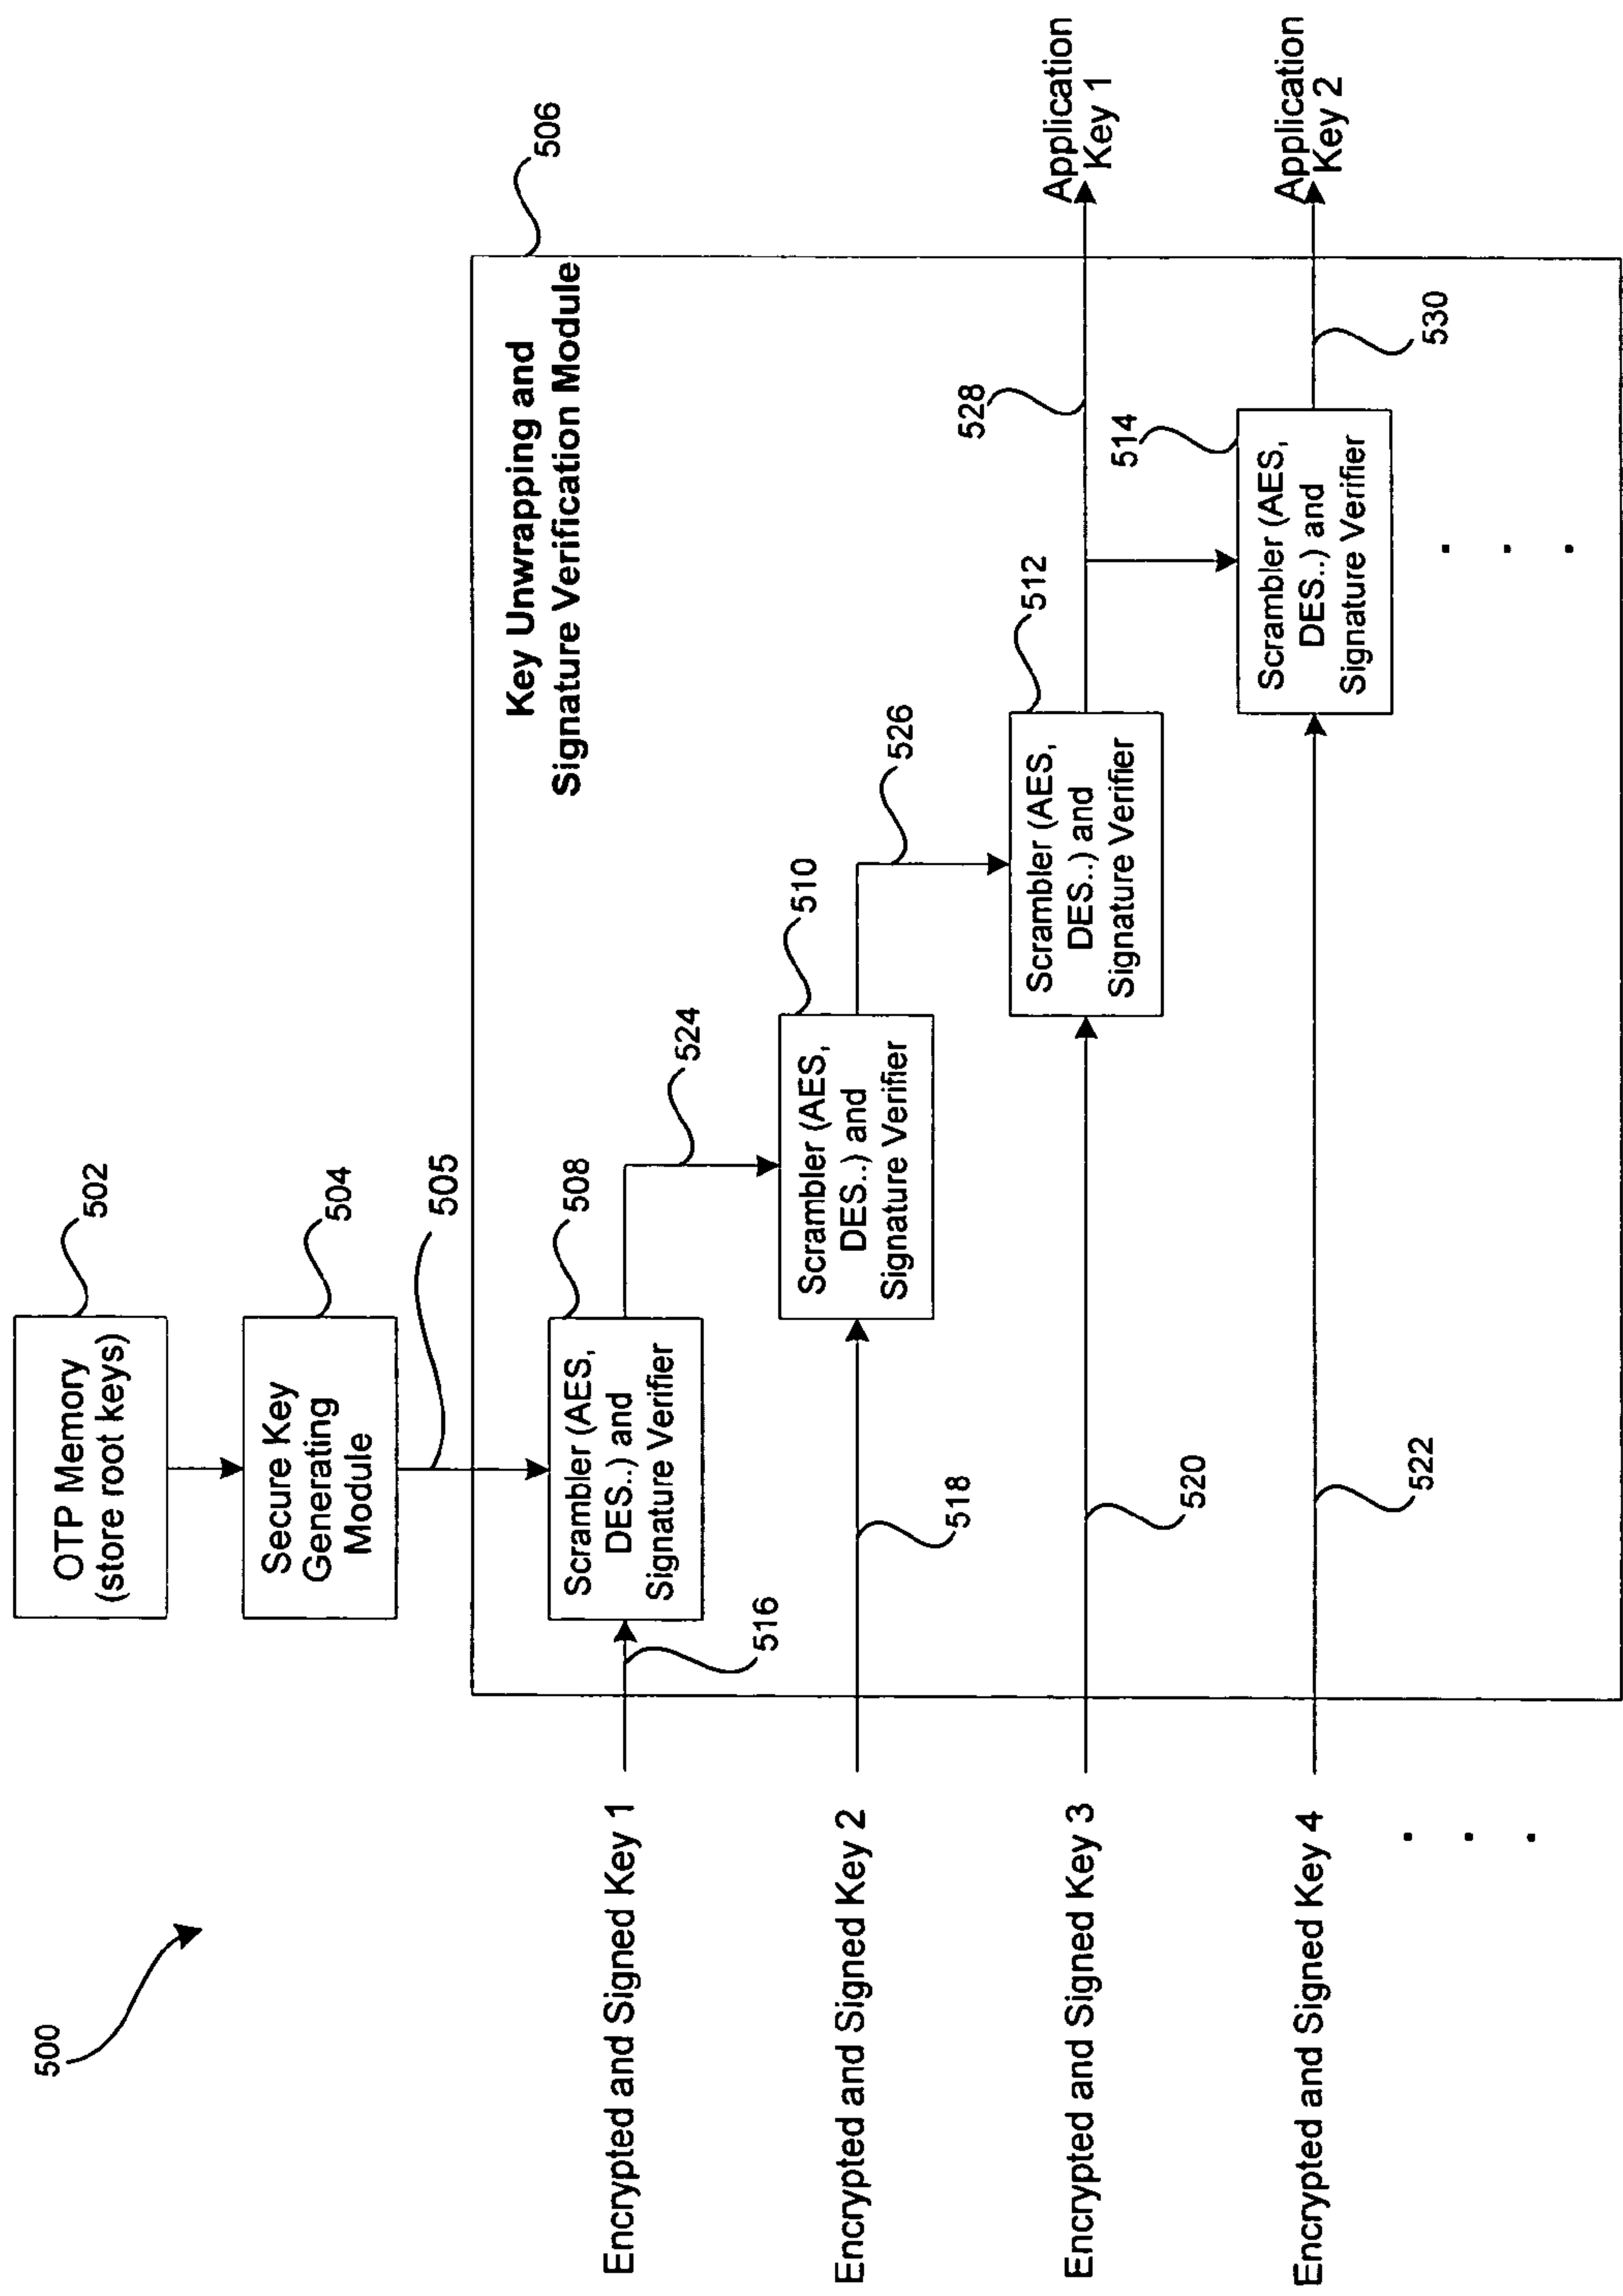 500
OTP Memory
(store root keys)
502
Secure Key
Generating
Module
504
505
506
Key Unwrapping and
Signature Verification Module
Encrypted and Signed Key 1
516
Scrambler (AES,
DES..) and
Signature Verifier
508
524
Encrypted and Signed Key 2
518
Scrambler (AES,
DES..) and
Signature Verifier
510
526
Encrypted and Signed Key 3
520
Scrambler (AES,
DES..) and
Signature Verifier
512
528
Application
Key 1
Encrypted and Signed Key 4
522
Scrambler (AES,
DES..) and
Signature Verifier
514
530
Application
Key 2